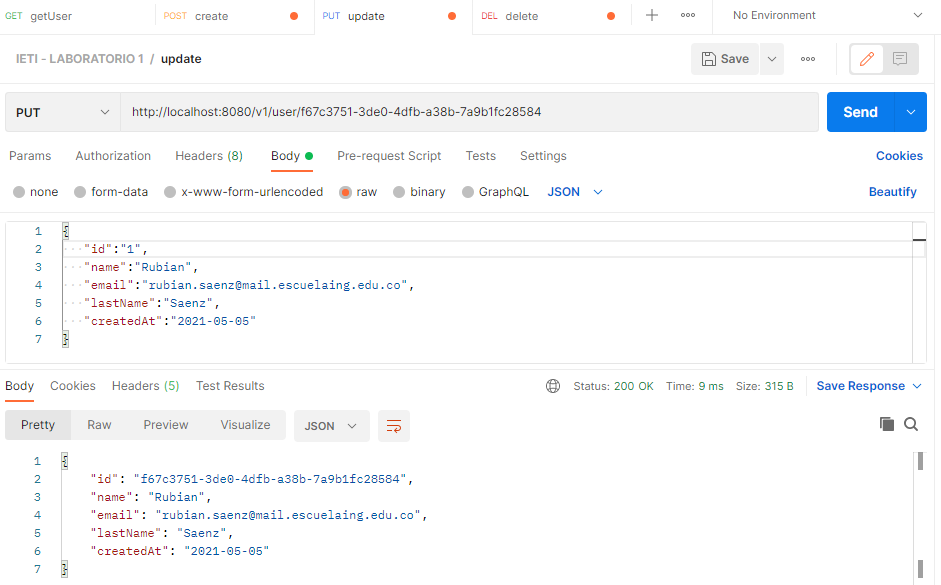 GET getUser POST create PUT update DEL delete No Environment
IETI - LABORATORIO 1 / update Save
PUT http://localhost:8080/v1/user/f67c3751-3de0-4dfb-a38b-7a9b1fc28584 Send
Params Authorization Headers (8) Body Pre-request Script Tests Settings Cookies
none form-data x-www-form-urlencoded raw binary GraphQL JSON Beautify
1 {
2 "id":"1",
3 "name":"Rubian",
4 "email":"rubian.saenz@mail.escuelaing.edu.co",
5 "lastName":"Saenz",
6 "createdAt":"2021-05-05"
7 }
Body Cookies Headers (5) Test Results Status: 200 OK Time: 9 ms Size: 315 B Save Response
Pretty Raw Preview Visualize JSON
1 {
2 "id": "f67c3751-3de0-4dfb-a38b-7a9b1fc28584",
3 "name": "Rubian",
4 "email": "rubian.saenz@mail.escuelaing.edu.co",
5 "lastName": "Saenz",
6 "createdAt": "2021-05-05"
7 }